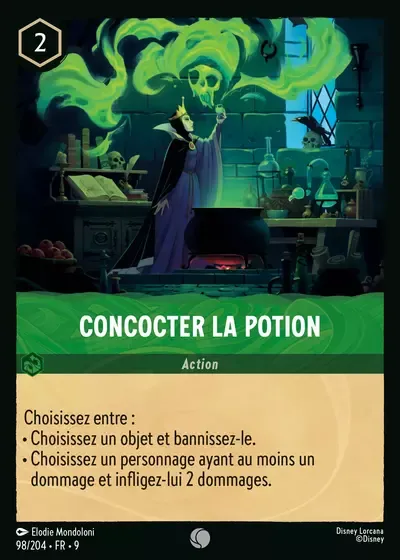 2
CONCOCTER LA POTION
Action
Choisissez entre :
• Choisissez un objet et bannissez-le.
• Choisissez un personnage ayant au moins un
dommage et infligez-lui 2 dommages.
Elodie Mondoloni
Disney Lorcana
98/204 • FR • 9
©Disney